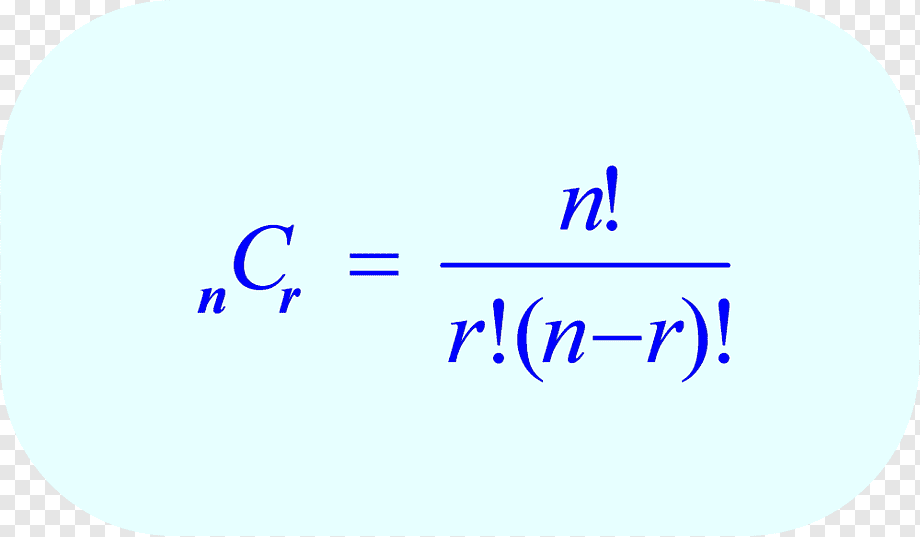 nCr = n! / r!(n−r)!